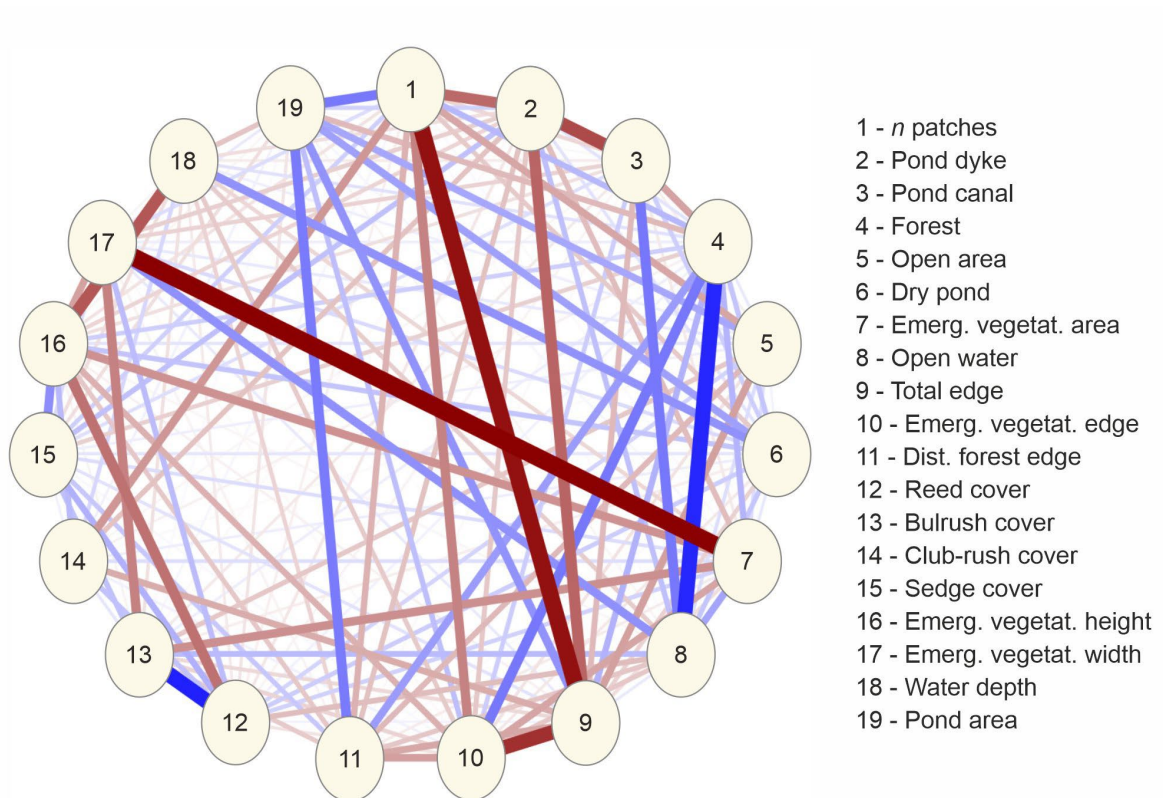 1
2
3
4
5
6
7
8
9
10
11
12
13
14
15
16
17
18
19
1 - n patches
2 - Pond dyke
3 - Pond canal
4 - Forest
5 - Open area
6 - Dry pond
7 - Emerg. vegetat. area
8 - Open water
9 - Total edge
10 - Emerg. vegetat. edge
11 - Dist. forest edge
12 - Reed cover
13 - Bulrush cover
14 - Club-rush cover
15 - Sedge cover
16 - Emerg. vegetat. height
17 - Emerg. vegetat. width
18 - Water depth
19 - Pond area